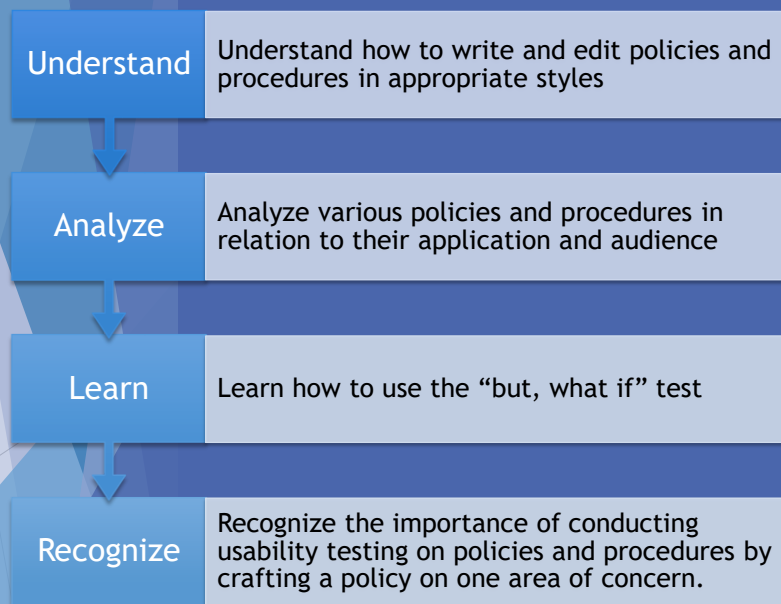 Understand
Understand how to write and edit policies and
procedures in appropriate styles
Analyze
Analyze various policies and procedures in
relation to their application and audience
Learn
Learn how to use the “but, what if” test
Recognize
Recognize the importance of conducting
usability testing on policies and procedures by
crafting a policy on one area of concern.